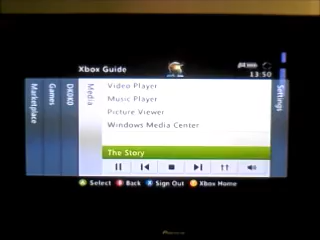 Xbox Guide
13:50
Marketplace
Games
DKOKO
Media
Settings
Video Player
Music Player
Picture Viewer
Windows Media Center
The Story
A Select B Back X Sign Out Y Xbox Home